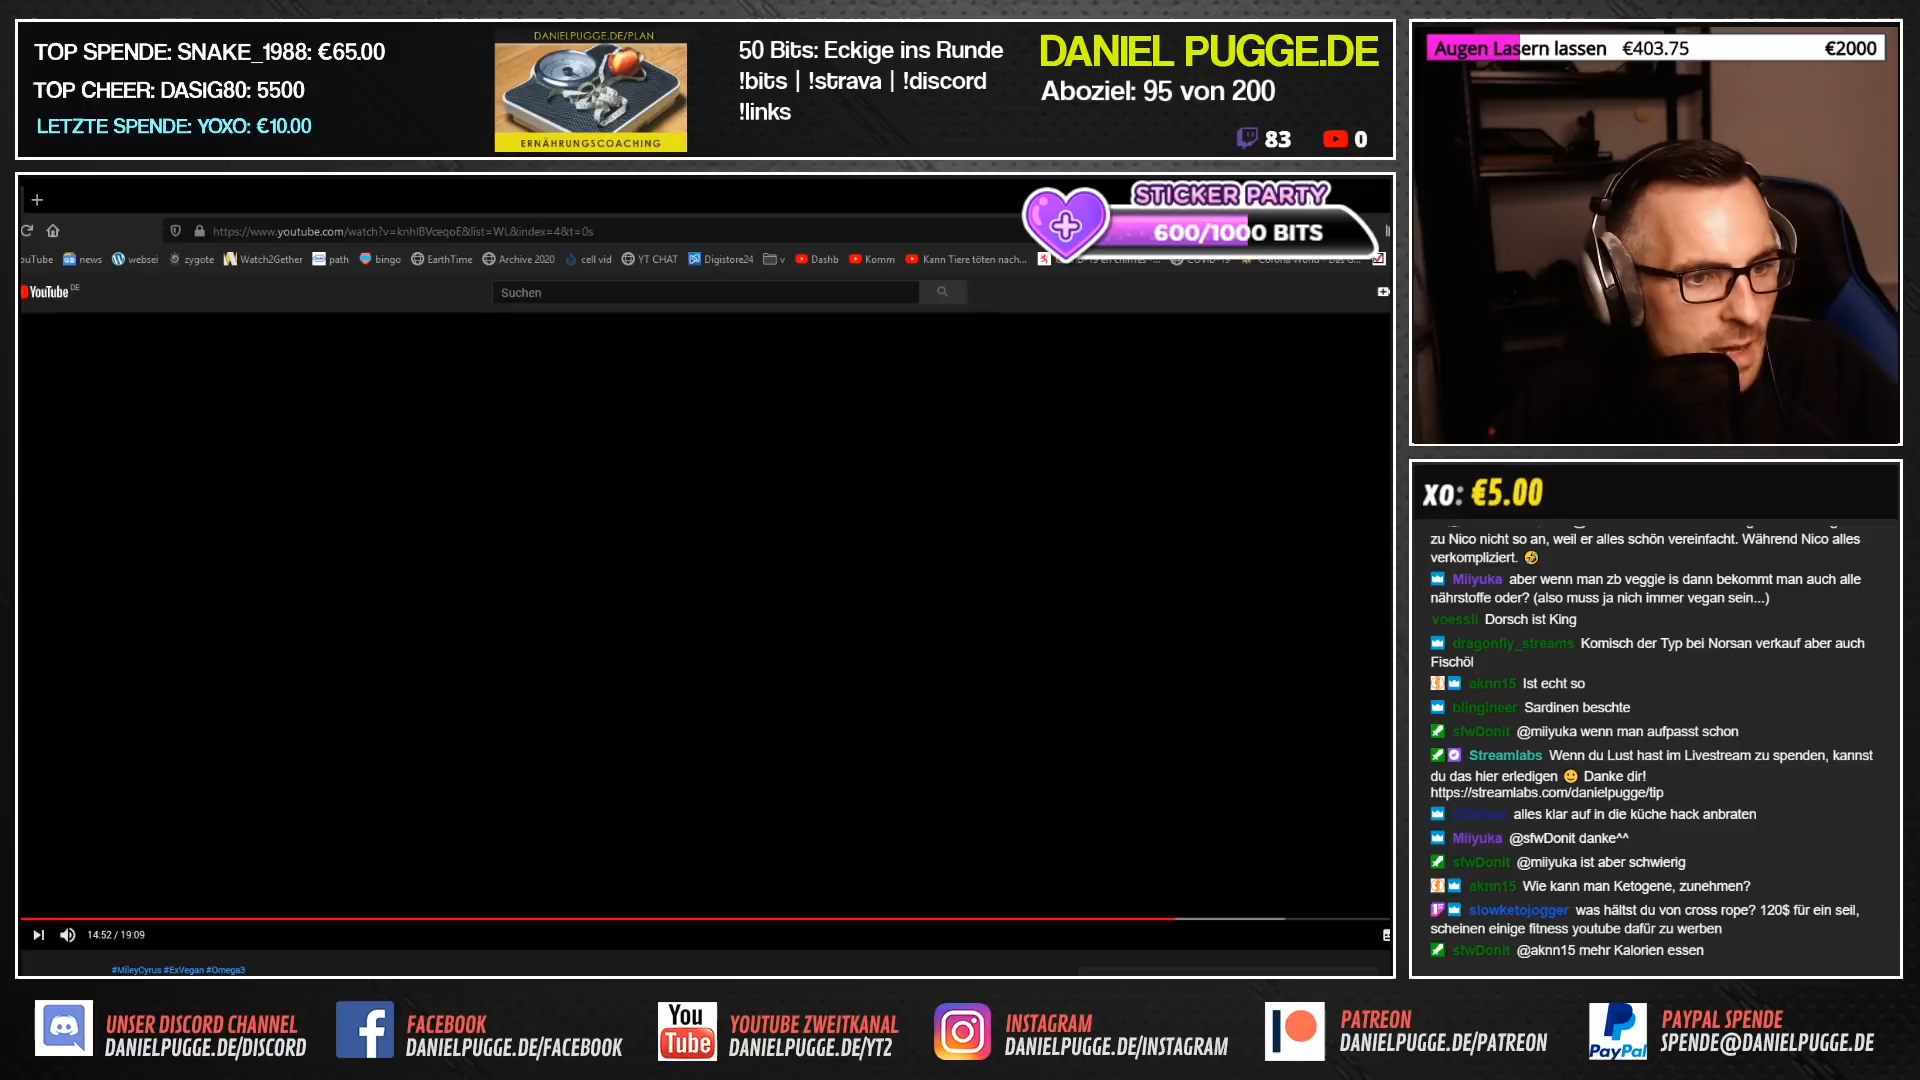 TOP SPENDE: SNAKE_1988: €65.00
TOP CHEER: DASIG80: 5500
LETZTE SPENDE: YOXO: €10.00
DANIELPUGGE.DE/PLAN
ERNÄHRUNGSCOACHING
50 Bits: Eckige ins Runde
!bits | !strava | !discord
!links
DANIEL PUGGE.DE
Aboziel: 95 von 200
83
0
Augen Lasern lassen €403.75 €2000
STICKER PARTY
600/1000 BITS
https://www.youtube.com/watch?v=knhlBVceqoE&list=WL&index=4&t=0s
ouTube news websei zygote Watch2Gether path bingo EarthTime Archive 2020 cell vid YT CHAT Digistore24 v Dashb Komm Kann Tiere töten nach...
YouTube DE
Suchen
14:52 / 19:09
#MileyCyrus #ExVegan #Omega3
xo: €5.00
zu Nico nicht so an, weil er alles schön vereinfacht. Während Nico alles
verkompliziert. 🤣
Miiyuka aber wenn man zb veggie is dann bekommt man auch alle
nährstoffe oder? (also muss ja nich immer vegan sein...)
voessli Dorsch ist King
dragonfly_streams Komisch der Typ bei Norsan verkauf aber auch
Fischöl
aknn15 Ist echt so
blingineer Sardinen beschte
sfwDonit @miiyuka wenn man aufpasst schon
Streamlabs Wenn du Lust hast im Livestream zu spenden, kannst
du das hier erledigen 🙂 Danke dir!
https://streamlabs.com/danielpugge/tip
alles klar auf in die küche hack anbraten
Miiyuka @sfwDonit danke^^
sfwDonit @miiyuka ist aber schwierig
aknn15 Wie kann man Ketogene, zunehmen?
slowketojogger was hältst du von cross rope? 120$ für ein seil,
scheinen einige fitness youtube dafür zu werben
sfwDonit @aknn15 mehr Kalorien essen
UNSER DISCORD CHANNEL
DANIELPUGGE.DE/DISCORD
FACEBOOK
DANIELPUGGE.DE/FACEBOOK
You
Tube
YOUTUBE ZWEITKANAL
DANIELPUGGE.DE/YT2
INSTAGRAM
DANIELPUGGE.DE/INSTAGRAM
PATREON
DANIELPUGGE.DE/PATREON
PayPal
PAYPAL SPENDE
SPENDE@DANIELPUGGE.DE